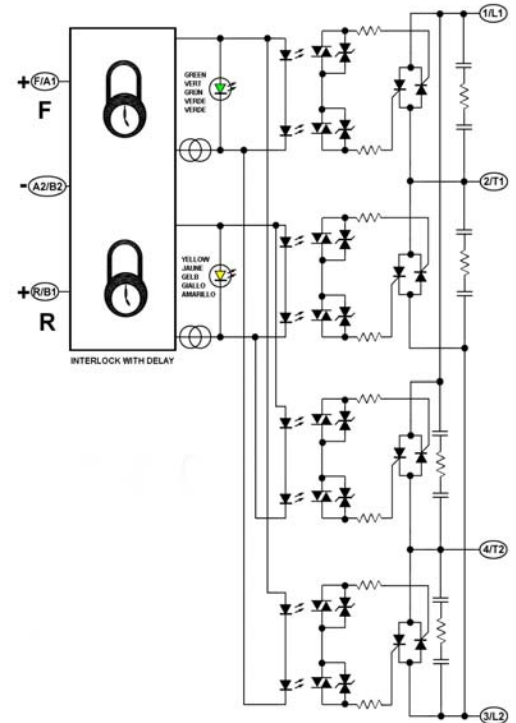 1/L1
GREEN
VERT
GRÜN
VERDE
VERDE
+ F/A1
F
2/T1
- A2/B2
YELLOW
JAUNE
GELB
GIALLO
AMARILLO
+ R/B1
R
INTERLOCK WITH DELAY
4/T2
3/L2